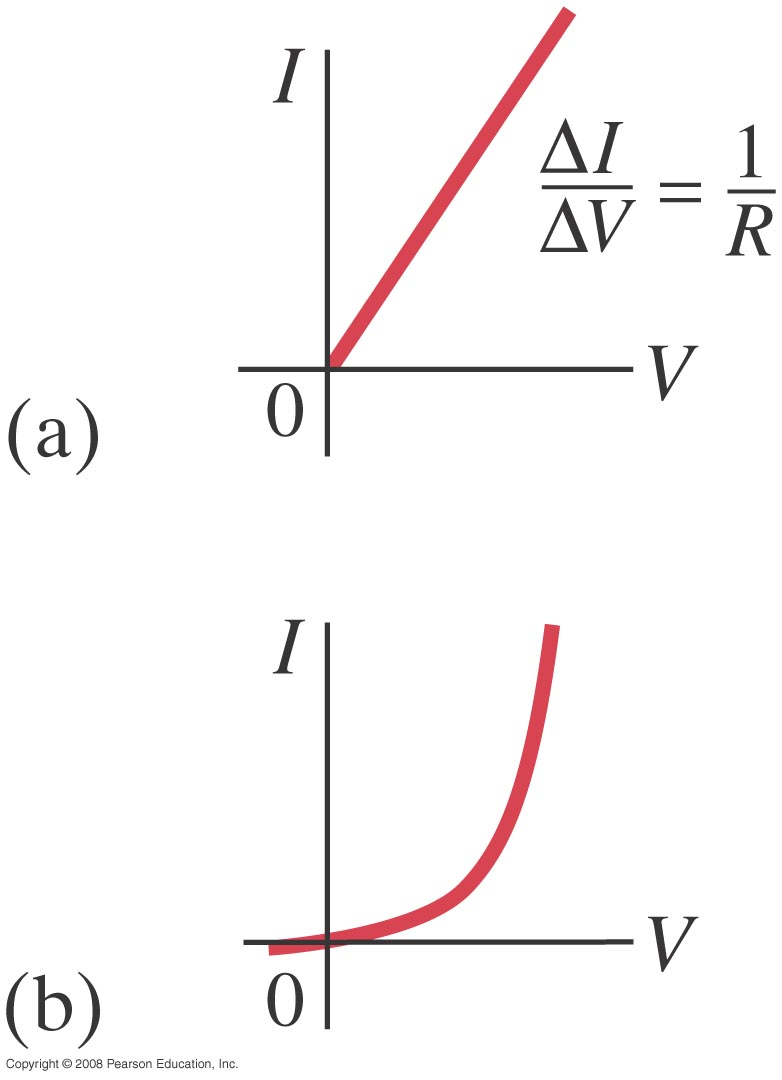 I
ΔI/ΔV = 1/R
V
0
(a)
I
V
0
(b)
Copyright © 2008 Pearson Education, Inc.